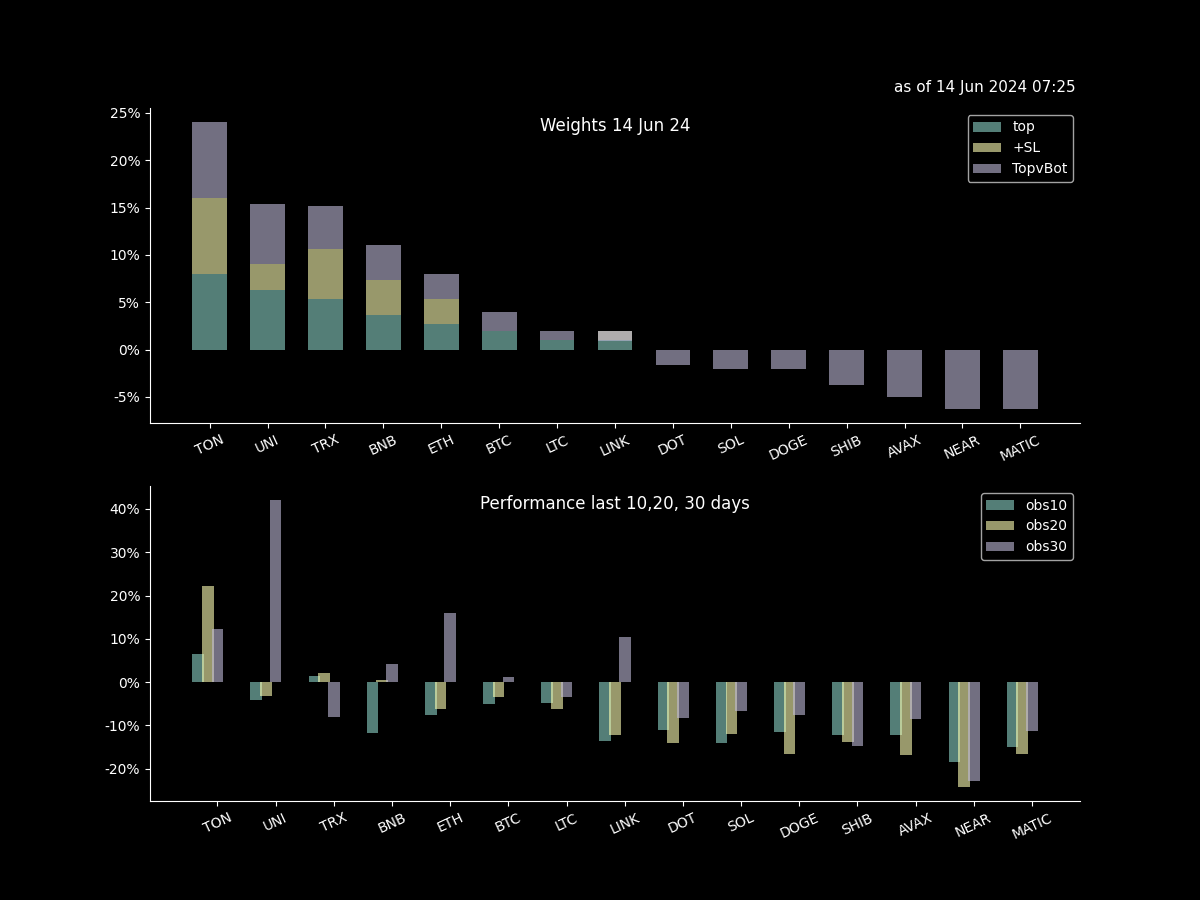 as of 14 Jun 2024 07:25
Weights 14 Jun 24
top
+SL
TopvBot
25%
20%
15%
10%
5%
0%
-5%
TON UNI TRX BNB ETH BTC LTC LINK DOT SOL DOGE SHIB AVAX NEAR MATIC
Performance last 10,20, 30 days
obs10
obs20
obs30
40%
30%
20%
10%
0%
-10%
-20%
TON UNI TRX BNB ETH BTC LTC LINK DOT SOL DOGE SHIB AVAX NEAR MATIC